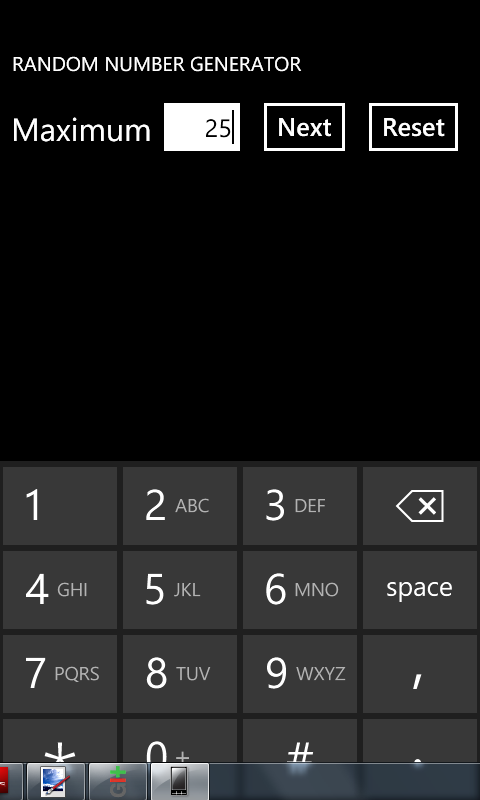 RANDOM NUMBER GENERATOR
Maximum 25 Next Reset
1 2 ABC 3 DEF
4 GHI 5 JKL 6 MNO space
7 PQRS 8 TUV 9 WXYZ ,
* 0 + # .
Git